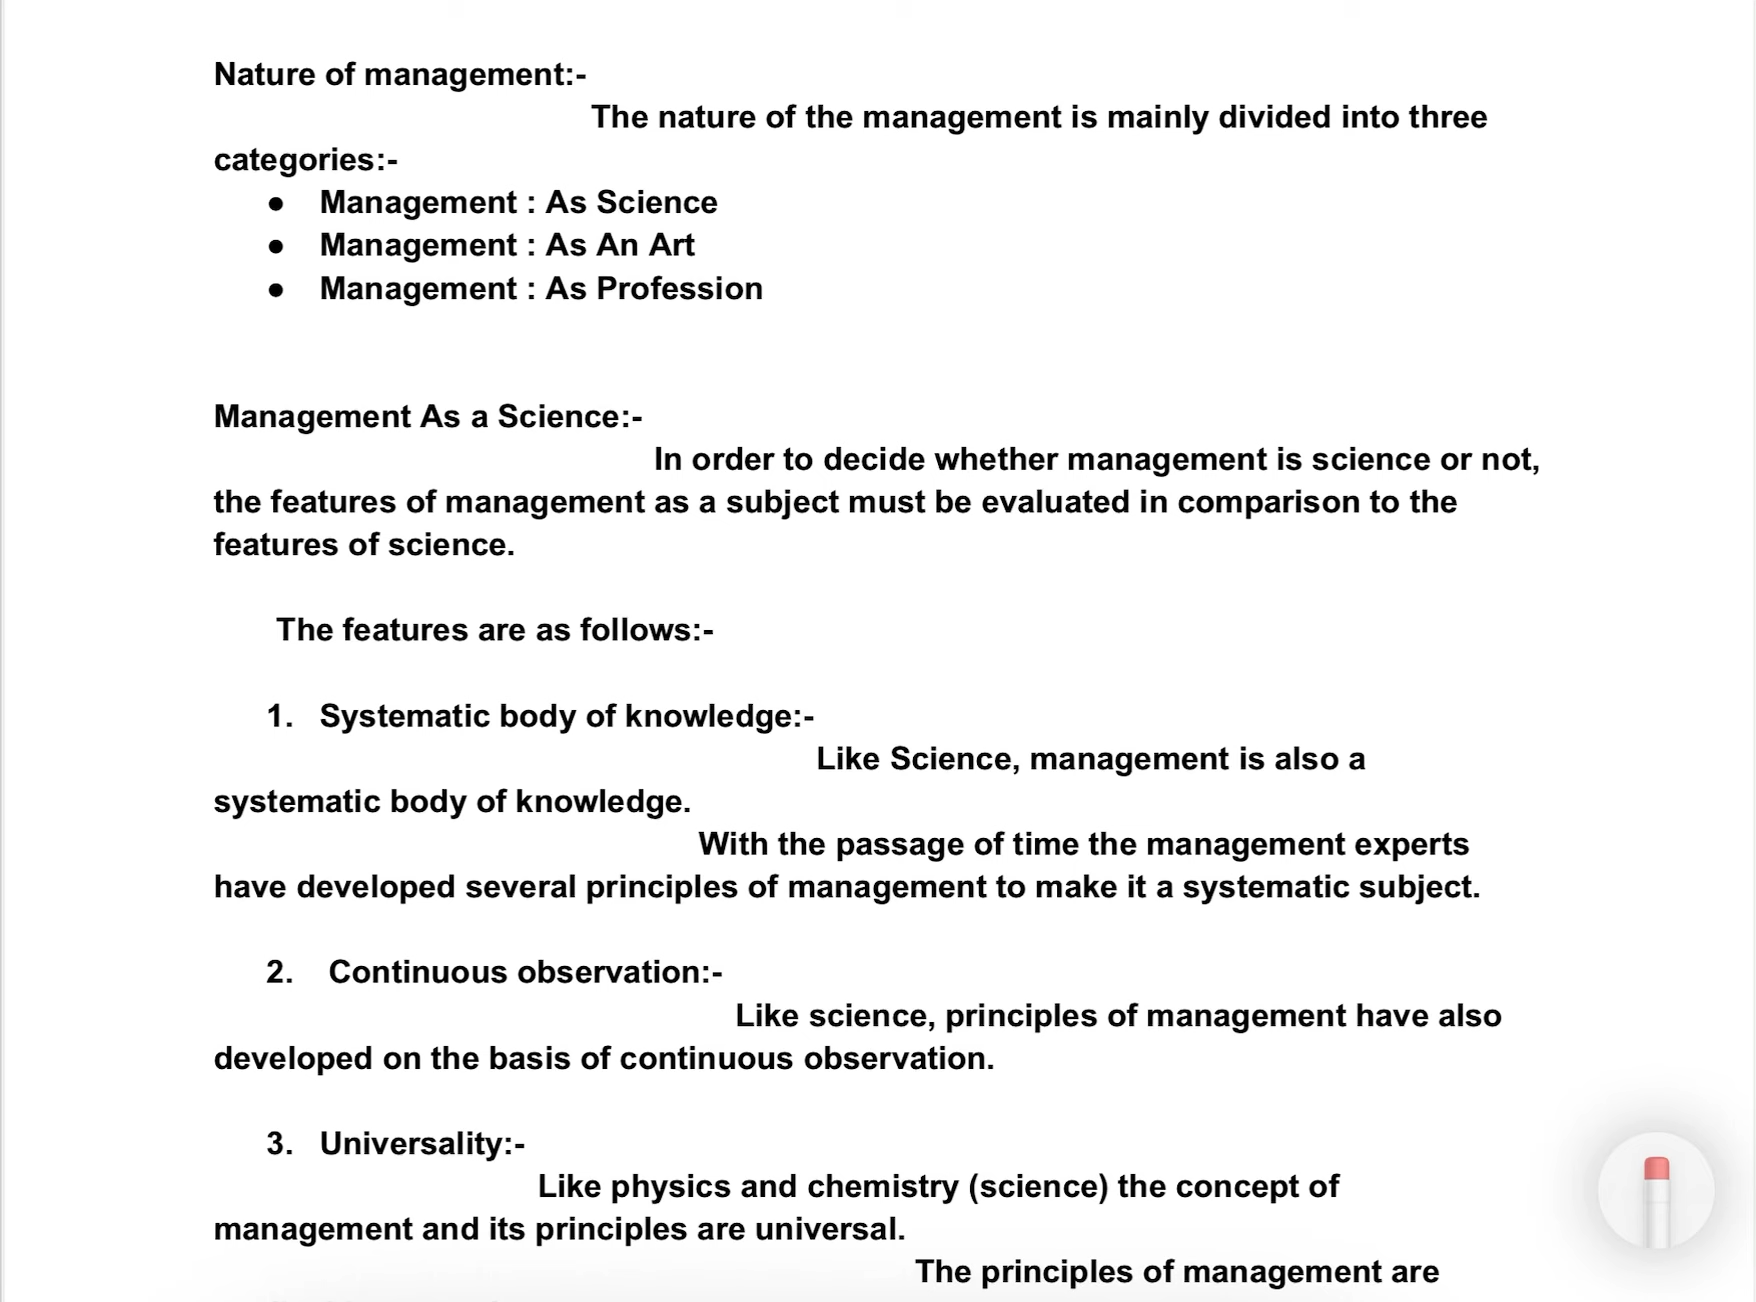 Nature of management:-
The nature of the management is mainly divided into three
categories:-
● Management : As Science
● Management : As An Art
● Management : As Profession
Management As a Science:-
In order to decide whether management is science or not,
the features of management as a subject must be evaluated in comparison to the
features of science.
The features are as follows:-
1. Systematic body of knowledge:-
Like Science, management is also a
systematic body of knowledge.
With the passage of time the management experts
have developed several principles of management to make it a systematic subject.
2. Continuous observation:-
Like science, principles of management have also
developed on the basis of continuous observation.
3. Universality:-
Like physics and chemistry (science) the concept of
management and its principles are universal.
The principles of management are